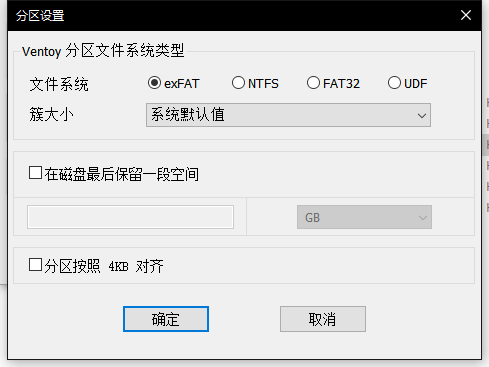 分区设置
Ventoy 分区文件系统类型
文件系统 exFAT NTFS FAT32 UDF
簇大小 系统默认值
在磁盘最后保留一段空间
GB
分区按照 4KB 对齐
确定 取消